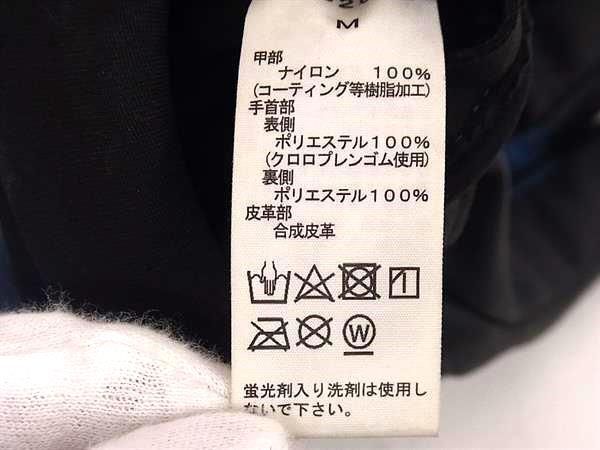 M
甲部
ナイロン 100%
(コーティング等樹脂加工)
手首部
表側
ポリエステル100%
(クロロプレンゴム使用)
裏側
ポリエステル100%
皮革部
合成皮革
W
蛍光剤入り洗剤は使用し
ないで下さい。